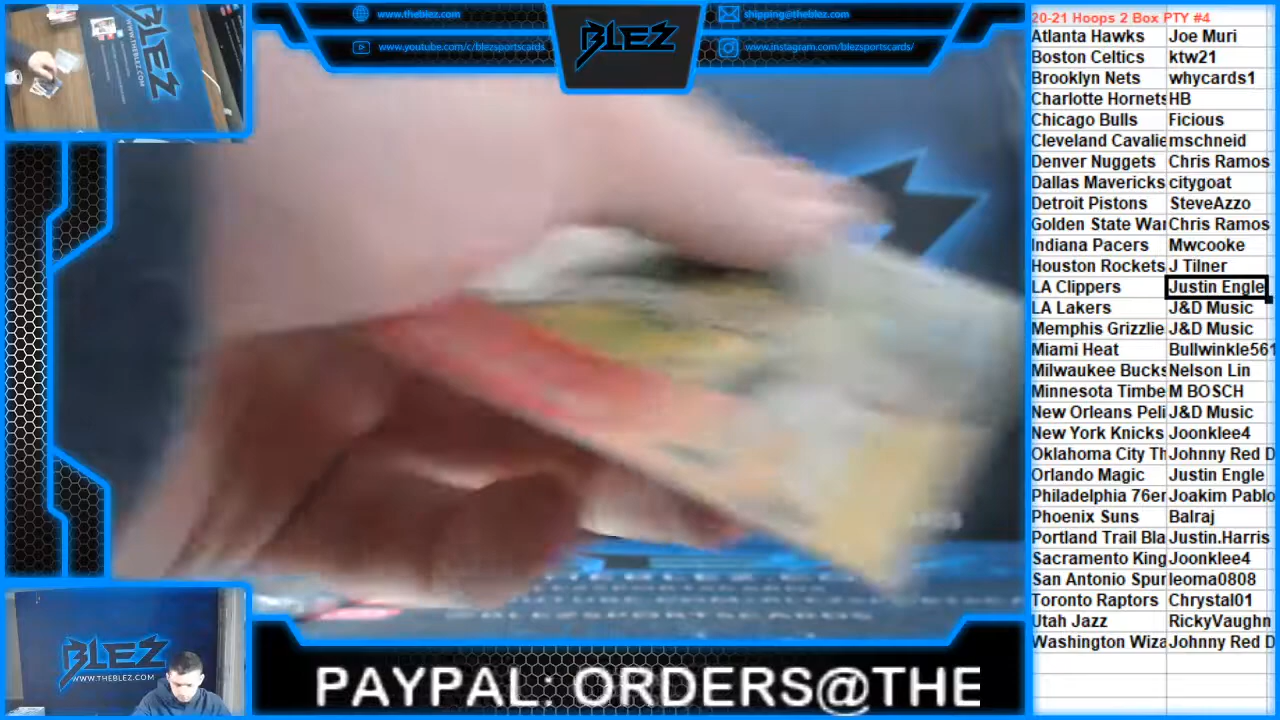 www.theblez.com
shipping@theblez.com
www.youtube.com/c/blezsportscards
www.instagram.com/blezsportscards/
BLEZ
BLEZ
WWW.THEBLEZ.COM
20-21 Hoops 2 Box PTY #4
Atlanta Hawks Joe Muri
Boston Celtics ktw21
Brooklyn Nets whycards1
Charlotte Hornets HB
Chicago Bulls Ficious
Cleveland Cavalie mschneid
Denver Nuggets Chris Ramos
Dallas Mavericks citygoat
Detroit Pistons SteveAzzo
Golden State War Chris Ramos
Indiana Pacers Mwcooke
Houston Rockets J Tilner
LA Clippers Justin Engle
LA Lakers J&D Music
Memphis Grizzlie J&D Music
Miami Heat Bullwinkle561
Milwaukee Bucks Nelson Lin
Minnesota Timbe M BOSCH
New Orleans Peli J&D Music
New York Knicks Joonklee4
Oklahoma City Th Johnny Red D
Orlando Magic Justin Engle
Philadelphia 76er Joakim Pablo
Phoenix Suns Balraj
Portland Trail Bla Justin.Harris
Sacramento King Joonklee4
San Antonio Spur leoma0808
Toronto Raptors Chrystal01
Utah Jazz RickyVaughn
Washington Wiza Johnny Red D
BLEZ
WWW.THEBLEZ.COM
PAYPAL: ORDERS@THE